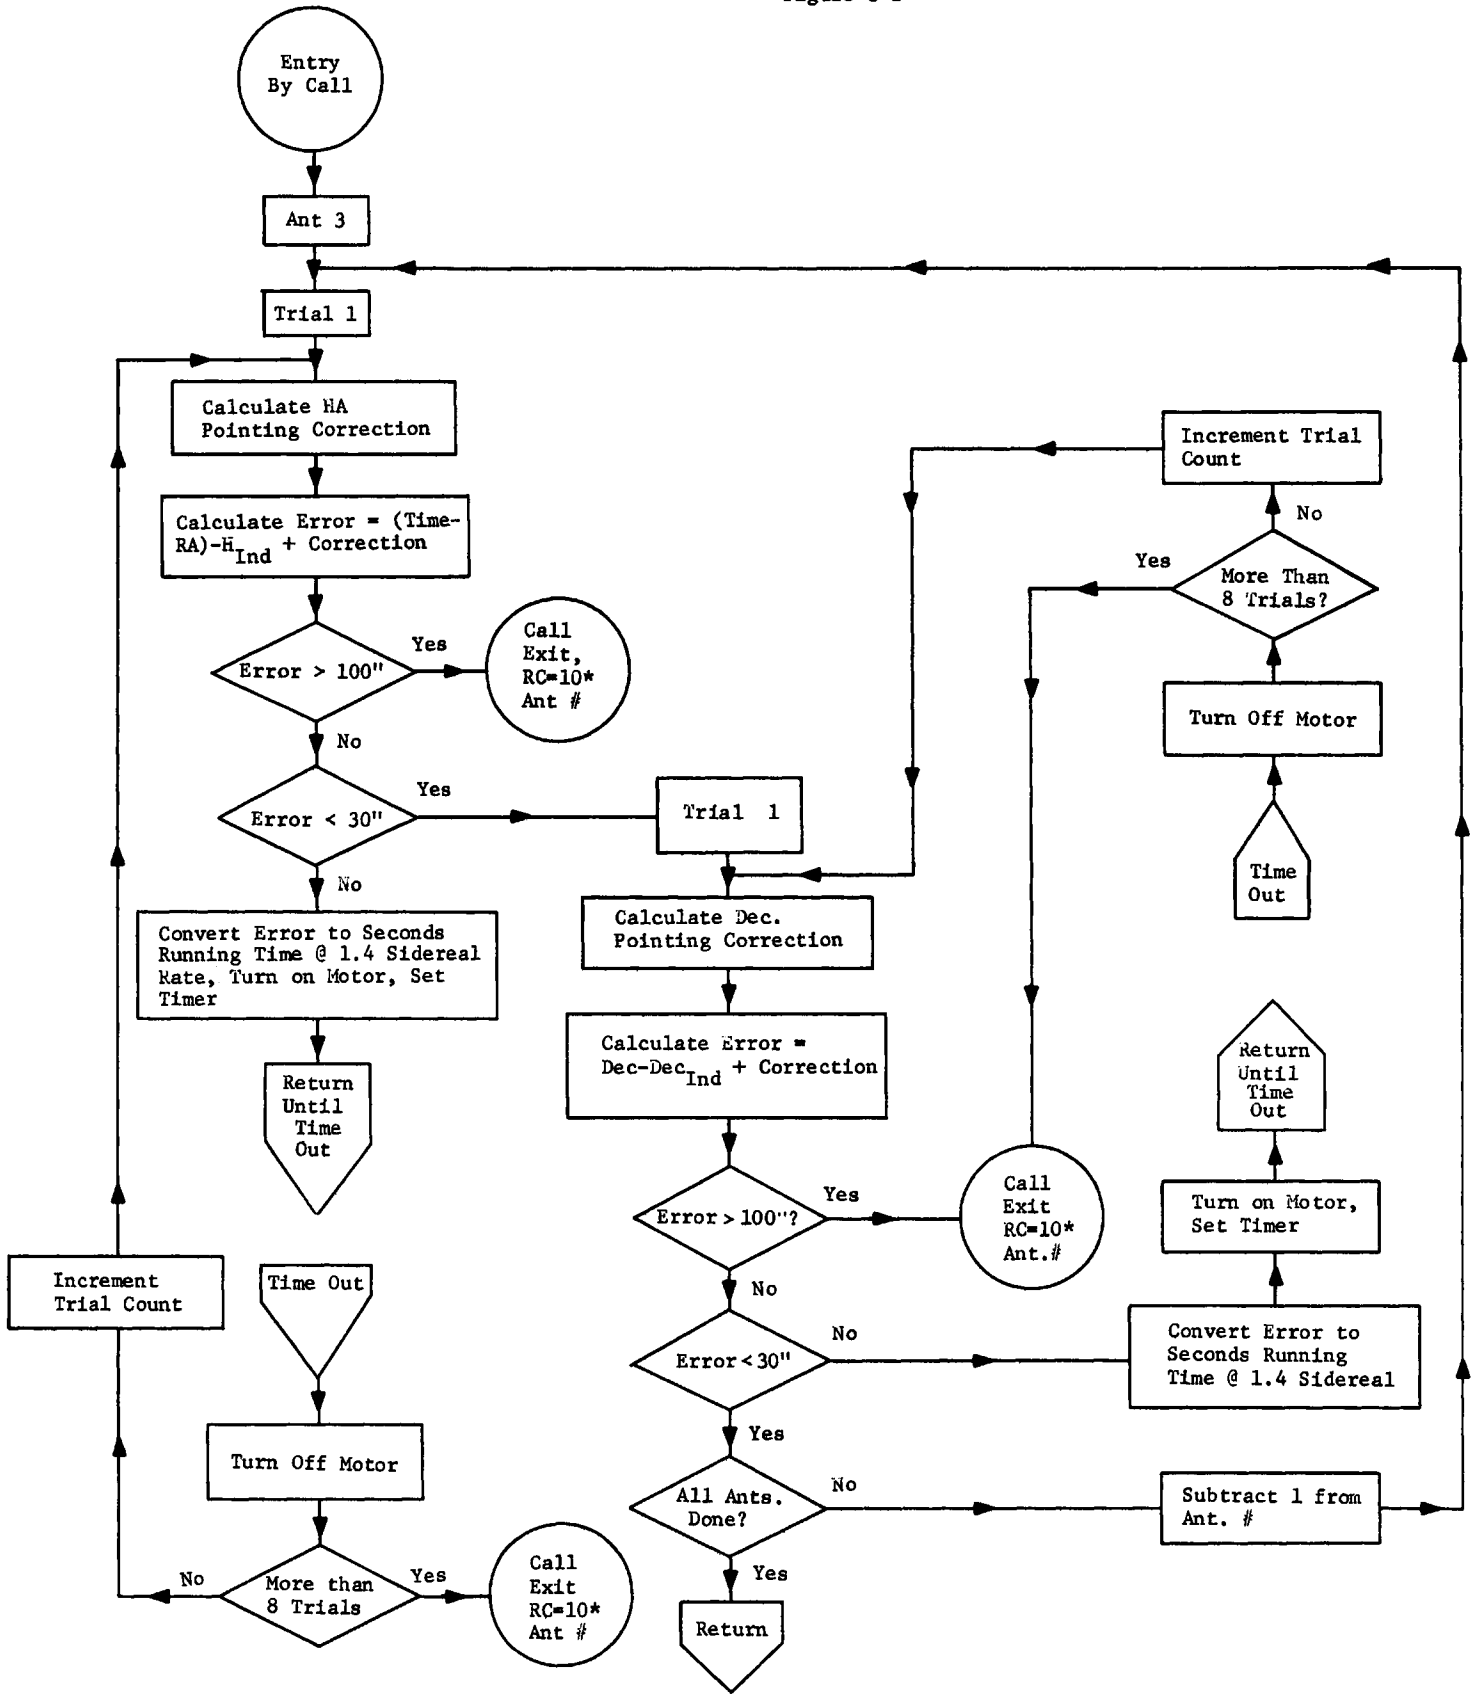 Entry
By Call
Ant 3
Trial 1
Calculate HA
Pointing Correction
Calculate Error = (Time-
RA)-H Ind + Correction
Error > 100"
Yes
Call
Exit,
RC=10*
Ant #
No
Error < 30"
Yes
Trial 1
No
Convert Error to Seconds
Running Time @ 1.4 Sidereal
Rate, Turn on Motor, Set
Timer
Return
Until
Time
Out
Increment
Trial Count
Time Out
Turn Off Motor
No
More than
8 Trials
Yes
Call
Exit
RC=10*
Ant #
Calculate Dec.
Pointing Correction
Calculate Error =
Dec-Dec Ind + Correction
Error > 100"?
Yes
Call
Exit
RC=10*
Ant.#
No
Error < 30"
No
Convert Error to
Seconds Running
Time @ 1.4 Sidereal
Turn on Motor,
Set Timer
Return
Until
Time
Out
Yes
All Ants.
Done?
No
Subtract 1 from
Ant. #
Yes
Return
Increment Trial
Count
No
Yes
More Than
8 Trials?
Turn Off Motor
Time
Out